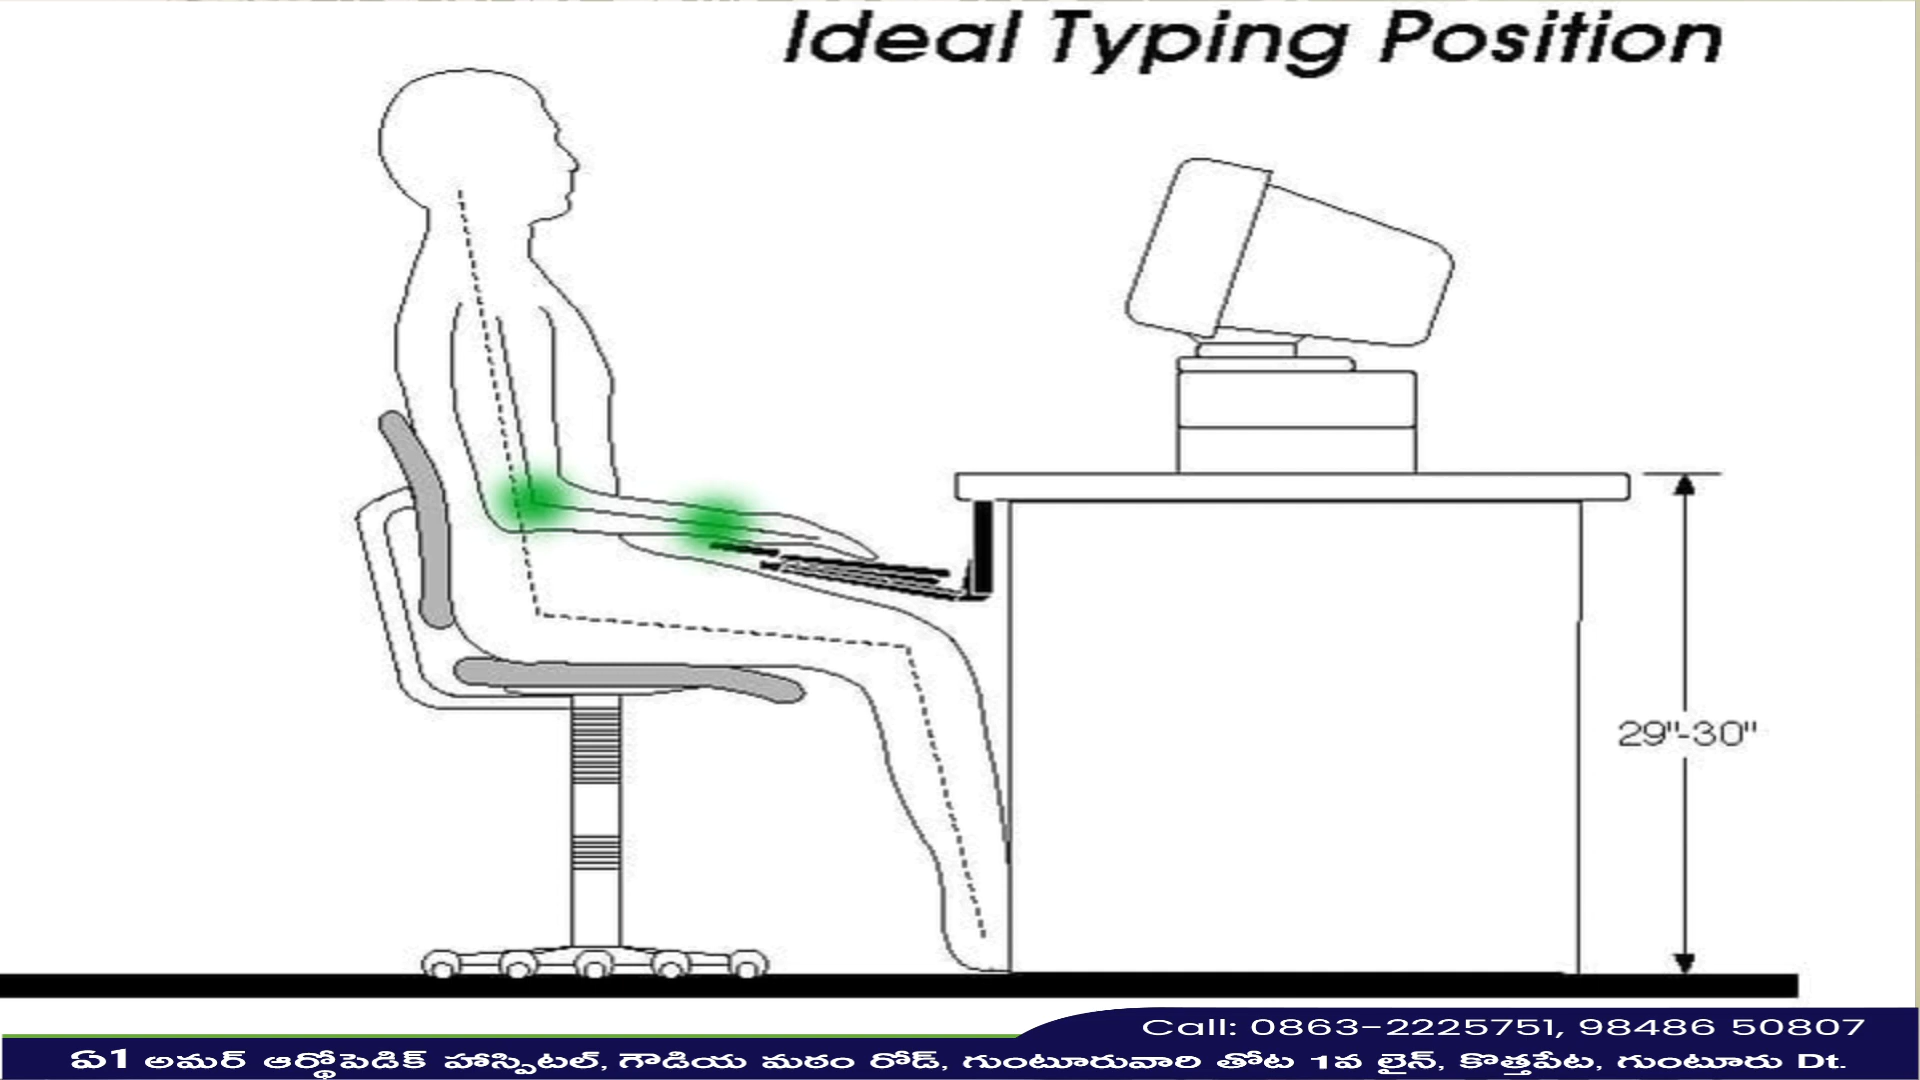 Ideal Typing Position
29"-30"
Call: 0863-2225751, 98486 50807
ఏ1 అమర్ ఆర్థోపెడిక్ హాస్పిటల్, గౌడియ మఠం రోడ్, గుంటూరువారి తోట 1వ లైన్, కొత్తపేట, గుంటూరు Dt.